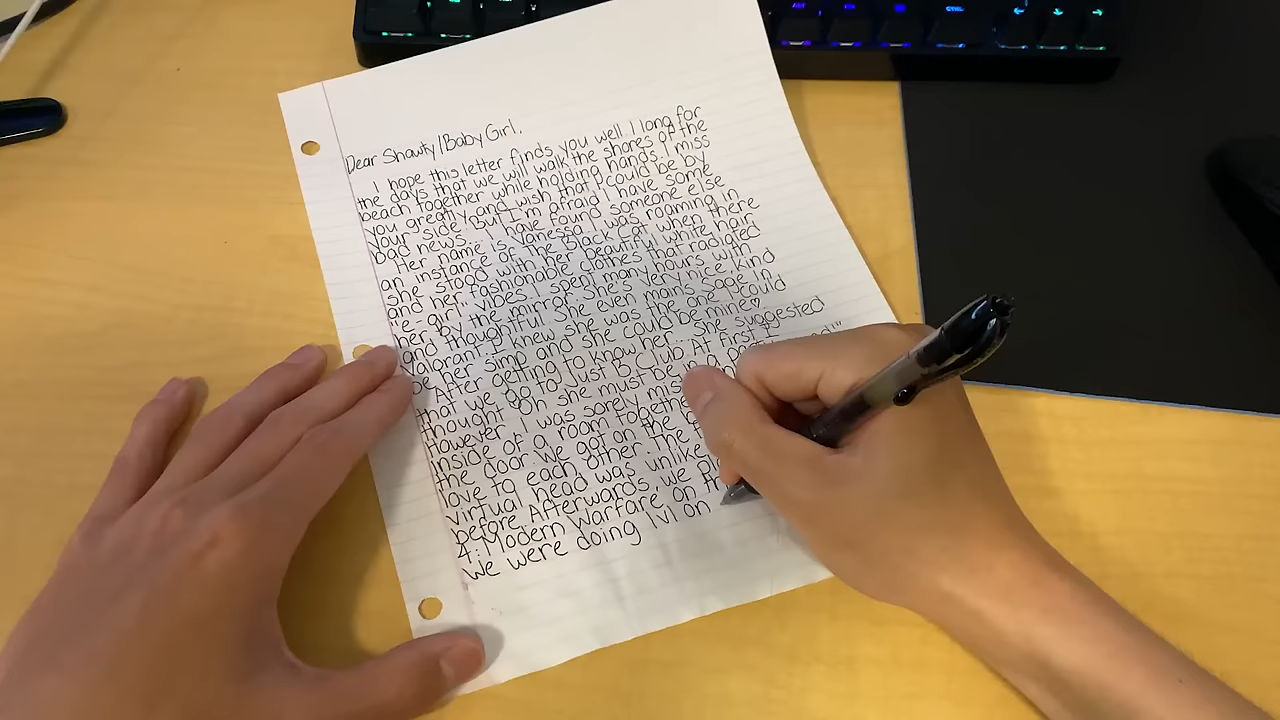 CTRL
Dear Shawty/Baby Girl,
I hope this letter finds you well. I long for
the days that we will walk the shores of the
beach together while holding hands. I miss
you greatly and wish that I could be by
your side. But I'm afraid I have some
bad news... I have found someone else
Her name is Vanessa. I was roaming in
an instance of the Black Cat when there
she stood with her beautiful white hair
and her fashionable clothes that radiated
"e-girl" vibes. I spent many hours with
her by the mirror. She's very nice, kind
and thoughtful. She even mains Sage in
Valorant. I knew she was the one. I could
be her simp and she could be mine♡
After getting to know her... She suggested
that we go to Just B Club. At first I
thought "Oh she must be in a
However I was sorely mis
inside of a room togethe
the door. We got on the
love to each other. The
virtual head was unlike
before. Afterwards we pl
4: Modern Warfare on
We were doing 1v1 on